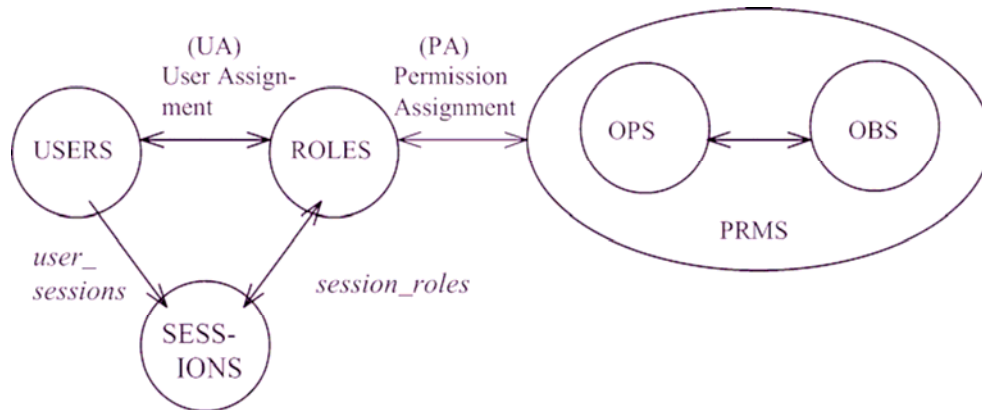 (UA)
User Assign-
ment
(PA)
Permission
Assignment
USERS
ROLES
OPS
OBS
PRMS
user_
sessions
session_roles
SESS-
IONS